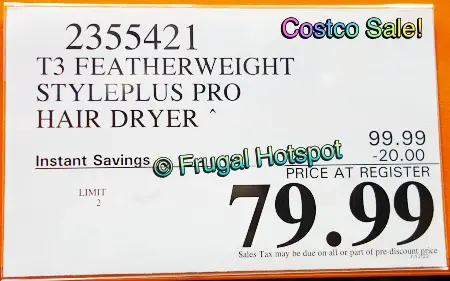 Costco Sale!
2355421
T3 FEATHERWEIGHT
STYLEPLUS PRO
HAIR DRYER ^
99.99
Instant Savings -20.00
© Frugal Hotspot
PRICE AT REGISTER
LIMIT
2
79.99
Sales Tax may be due on all or part of pre-discount price